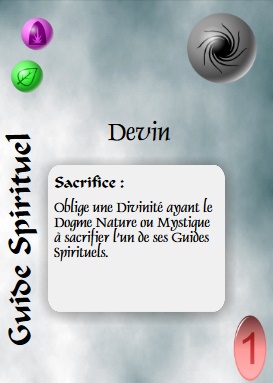 Devin
Guide Spirituel
Sacrifice :
Oblige une Divinité ayant le
Dogme Nature ou Mystique
à sacrifier l'un de ses Guides
Spirituels.
1